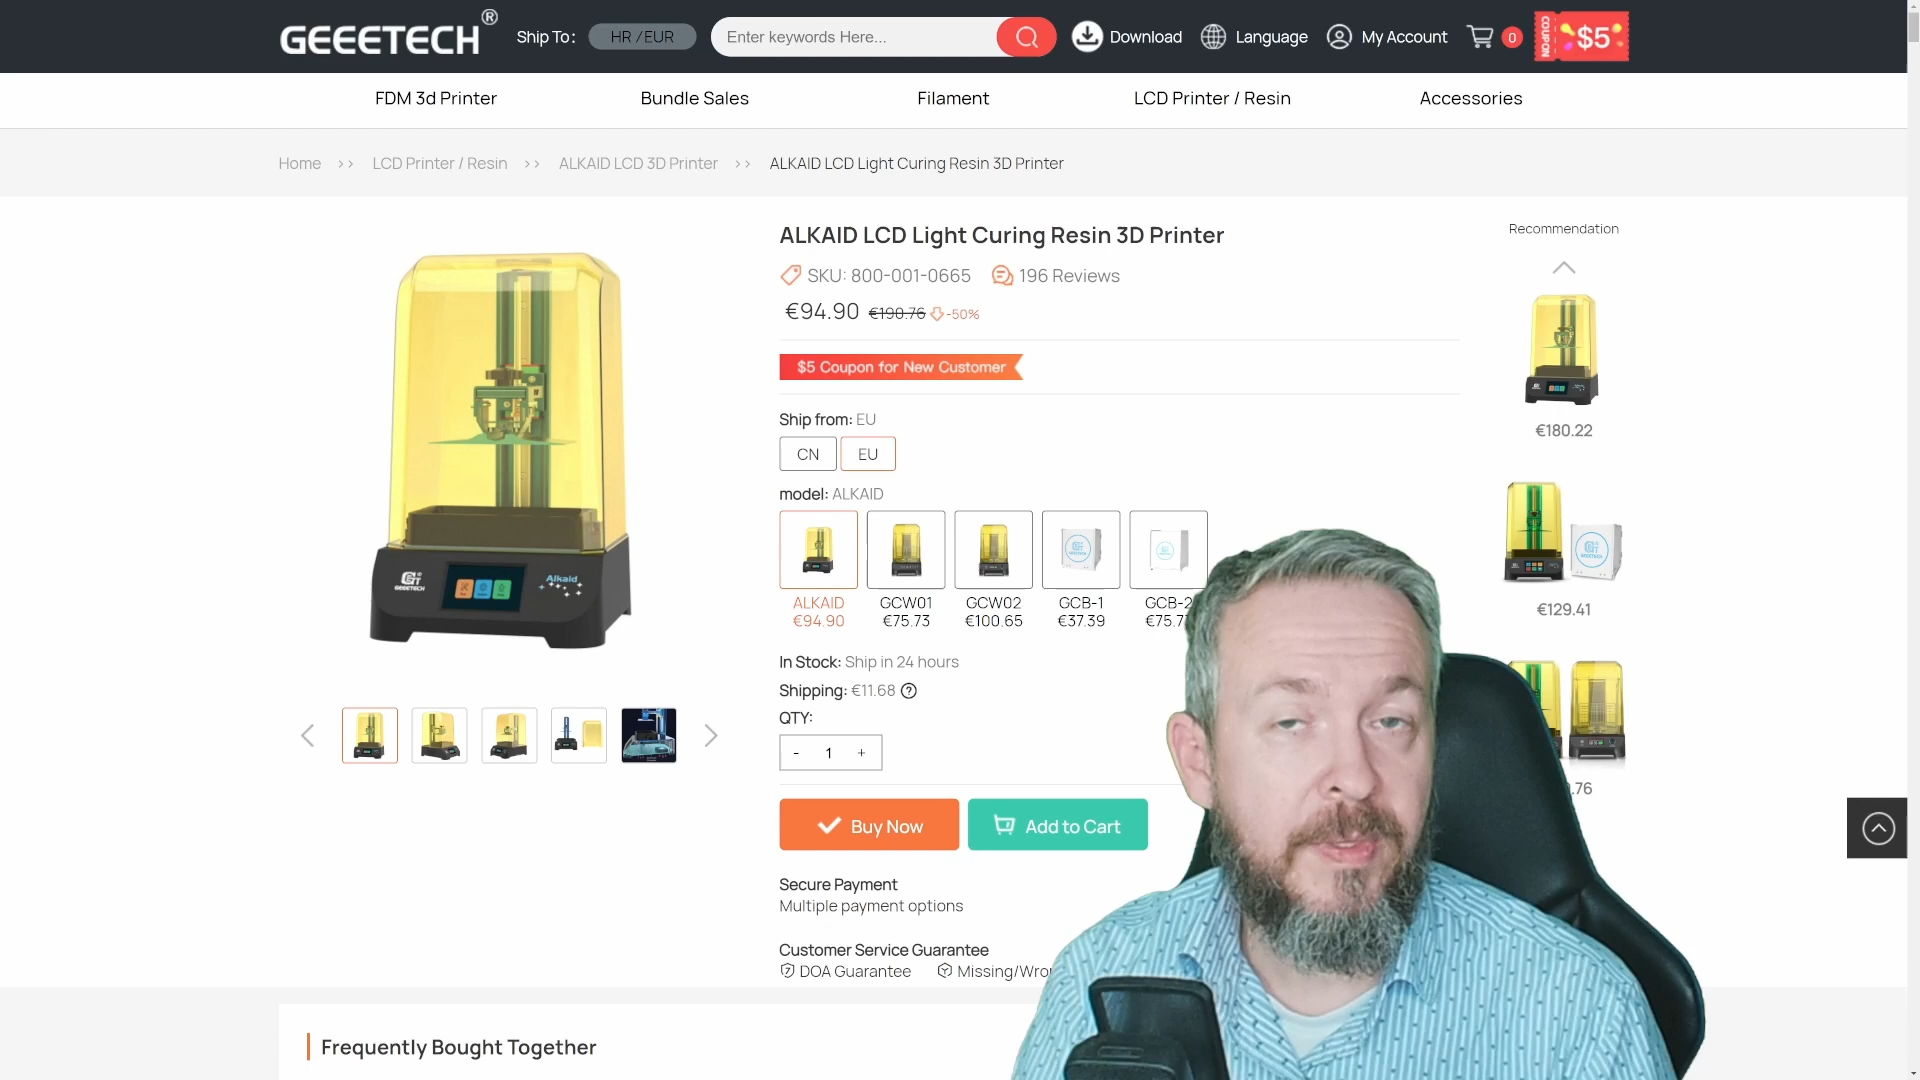 GEEETECH®
Ship To:
HR / EUR
Enter keywords Here...
Download
Language
My Account
0
COUPON
$5
FDM 3d Printer
Bundle Sales
Filament
LCD Printer / Resin
Accessories
Home >> LCD Printer / Resin >> ALKAID LCD 3D Printer >> ALKAID LCD Light Curing Resin 3D Printer
ALKAID LCD Light Curing Resin 3D Printer
SKU: 800-001-0665
196 Reviews
€94.90 €190.76 -50%
$5 Coupon for New Customer
Ship from: EU
CN
EU
model: ALKAID
ALKAID
€94.90
GCW01
€75.73
GCW02
€100.65
GCB-1
€37.39
GCB-2
In Stock: Ship in 24 hours
Shipping: €11.68 ?
QTY:
- 1 +
Buy Now
Add to Cart
Secure Payment
Multiple payment options
Customer Service Guarantee
DOA Guarantee
Frequently Bought Together
GEEETECH
Alkaid
Recommendation
€180.22
€129.41
.76